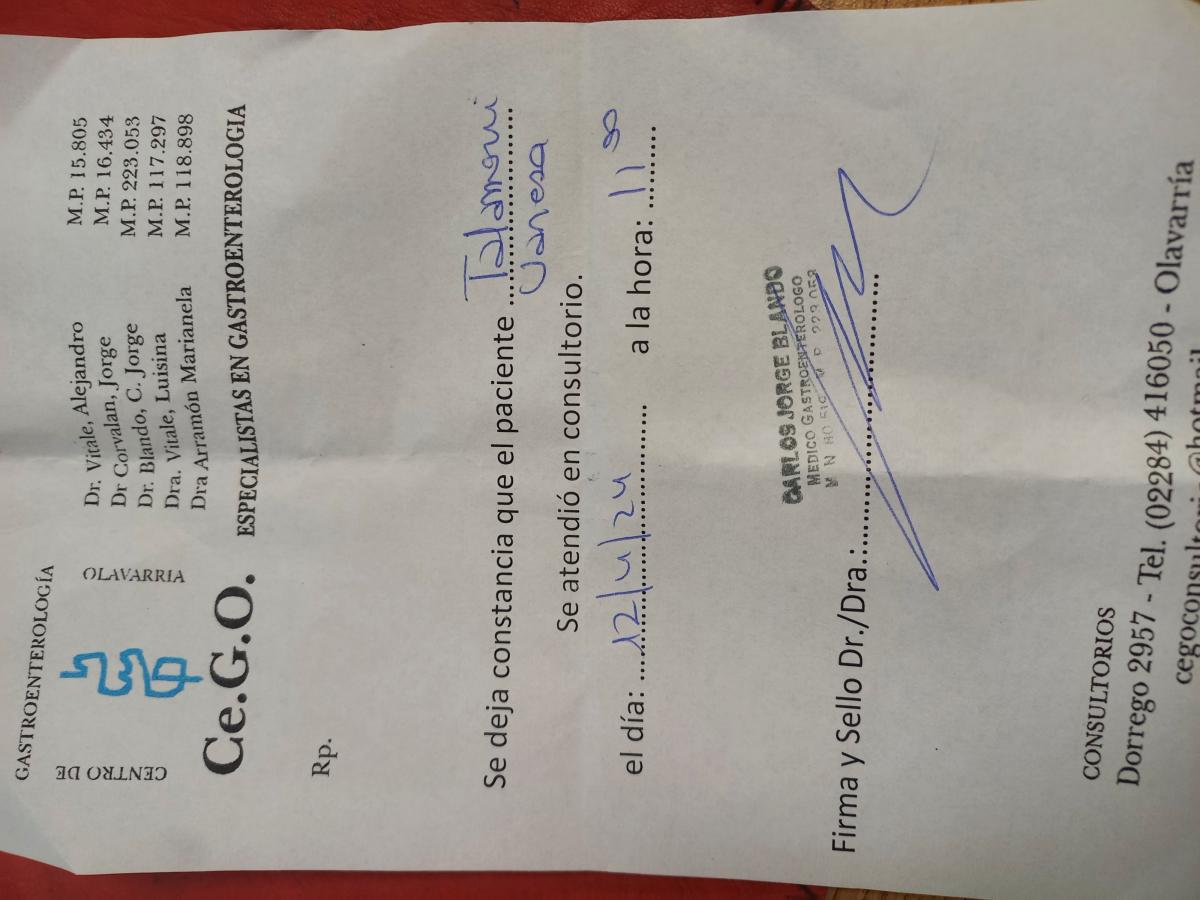 GASTROENTEROLOGÍA
CENTRO DE
OLAVARRIA
Ce.G.O.
Dr. Vitale, Alejandro M.P. 15.805
Dr Corvalan, Jorge M.P. 16.434
Dr. Blando, C. Jorge M.P. 223.053
Dra. Vitale, Luisina M.P. 117.297
Dra Arramón Marianela M.P. 118.898
ESPECIALISTAS EN GASTROENTEROLOGIA
Rp.
Se deja constancia que el paciente Talamoni
Vanesa
Se atendió en consultorio.
el día: 12/4/24 a la hora: 11
CARLOS JORGE BLANDO
MEDICO GASTROENTEROLOGO
Firma y Sello Dr./Dra.:
CONSULTORIOS
Dorrego 2957 - Tel. (02284) 416050 - Olavarría